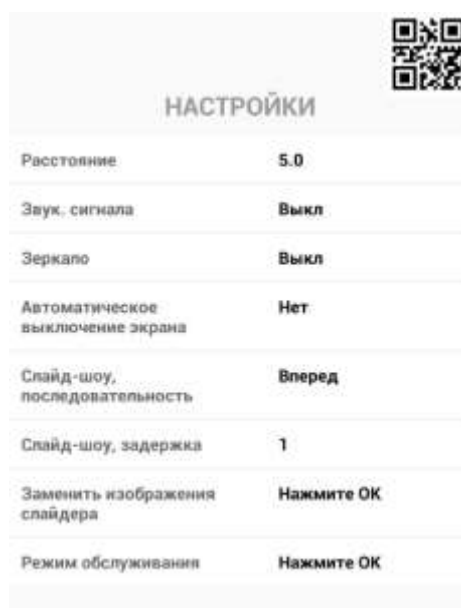 НАСТРОЙКИ
Расстояние 5.0
Звук. сигнала Выкл
Зеркало Выкл
Автоматическое
выключение экрана Нет
Слайд-шоу,
последовательность Вперед
Слайд-шоу, задержка 1
Заменить изображения
слайдера Нажмите ОК
Режим обслуживания Нажмите ОК